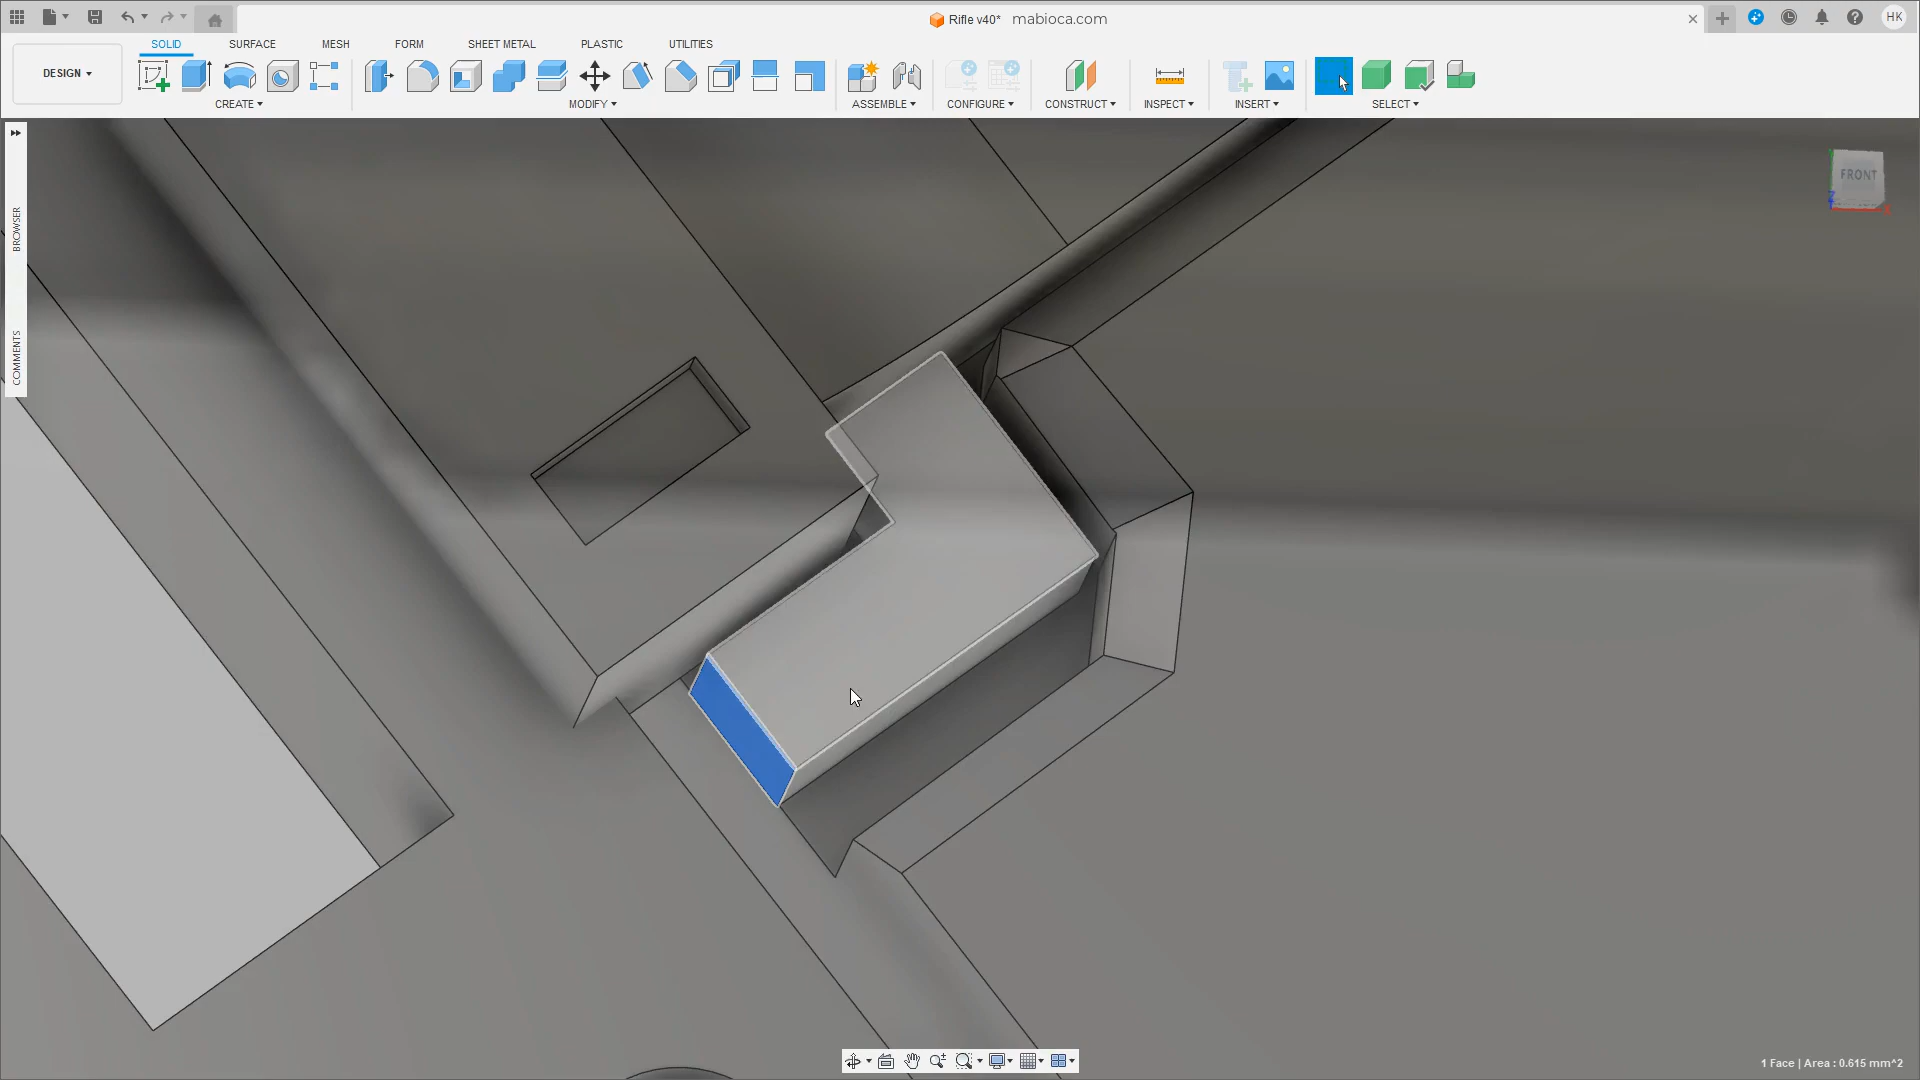 Rifle v40* mabioca.com
HK
DESIGN
SOLID SURFACE MESH FORM SHEET METAL PLASTIC UTILITIES
CREATE MODIFY ASSEMBLE CONFIGURE CONSTRUCT INSPECT INSERT SELECT
BROWSER
COMMENTS
FRONT
1 Face | Area : 0.615 mm^2